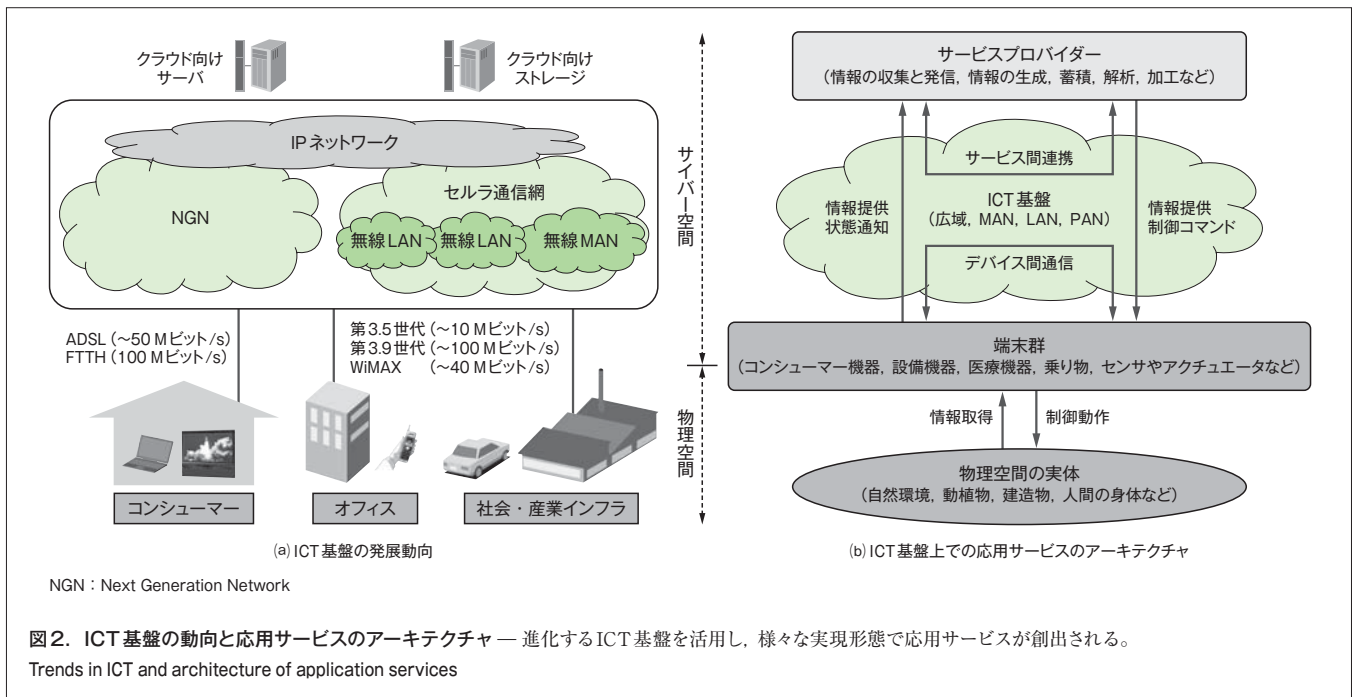 クラウド向け
サーバ
クラウド向け
ストレージ
IPネットワーク
NGN
セルラ通信網
無線LAN
無線LAN
無線MAN
ADSL (~50 Mビット/s)
FTTH (100 Mビット/s)
第3.5世代 (~10 Mビット/s)
第3.9世代 (~100 Mビット/s)
WiMAX (~40 Mビット/s)
コンシューマー
オフィス
社会・産業インフラ
(a) ICT基盤の発展動向
サイバー空間
物理空間
サービスプロバイダー
(情報の収集と発信, 情報の生成, 蓄積, 解析, 加工など)
サービス間連携
情報提供
状態通知
ICT基盤
(広域, MAN, LAN, PAN)
情報提供
制御コマンド
デバイス間通信
端末群
(コンシューマー機器, 設備機器, 医療機器, 乗り物, センサやアクチュエータなど)
情報取得
制御動作
物理空間の実体
(自然環境, 動植物, 建造物, 人間の身体など)
(b) ICT基盤上での応用サービスのアーキテクチャ
NGN:Next Generation Network
図2. ICT基盤の動向と応用サービスのアーキテクチャ — 進化するICT基盤を活用し, 様々な実現形態で応用サービスが創出される。
Trends in ICT and architecture of application services